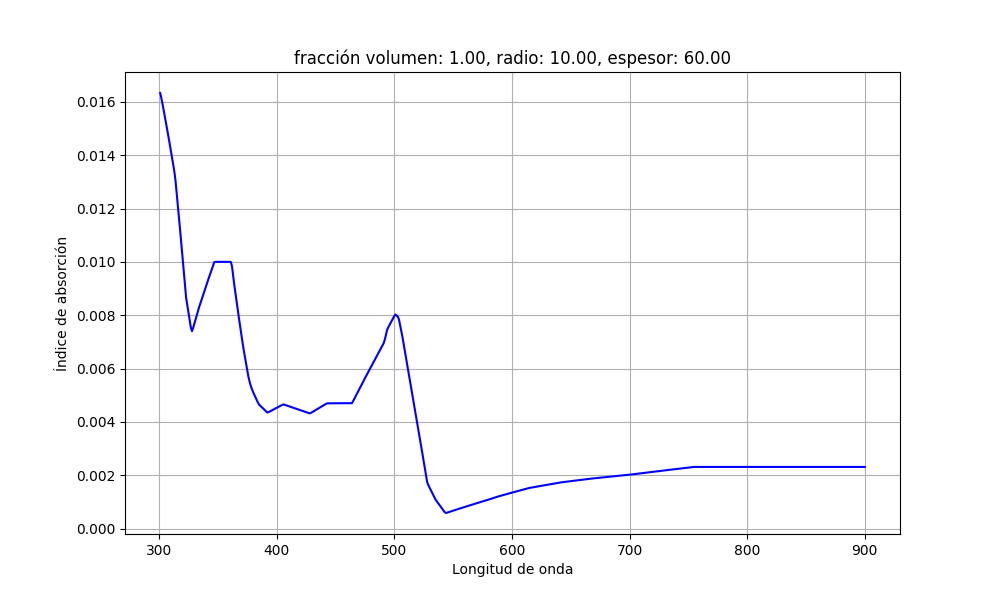 fracción volumen: 1.00, radio: 10.00, espesor: 60.00
Índice de absorción
0.016
0.014
0.012
0.010
0.008
0.006
0.004
0.002
0.000
300 400 500 600 700 800 900
Longitud de onda